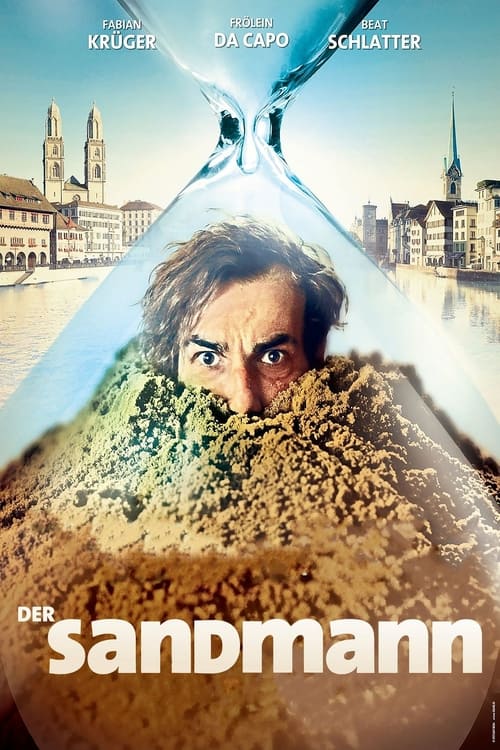 FABIAN
KRÜGER
FRÖLEIN
DA CAPO
BEAT
SCHLATTER
DER
SANDMANN